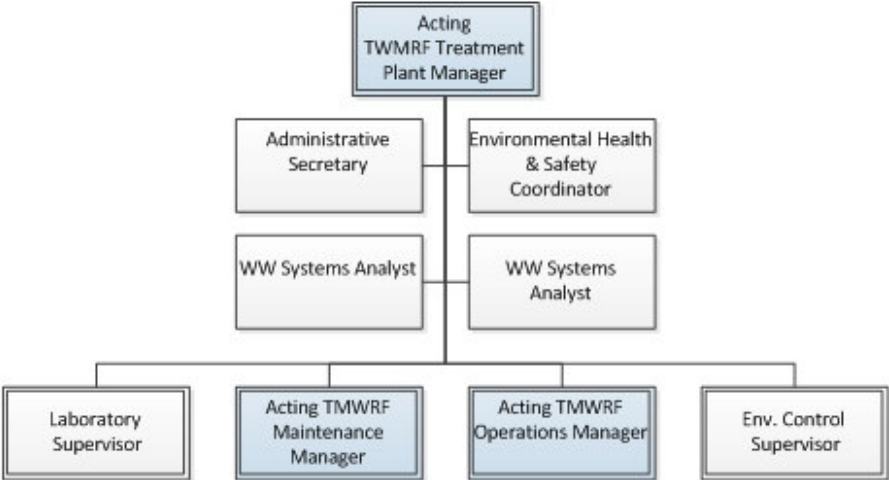 Acting
TWMRF Treatment
Plant Manager
Administrative
Secretary
Environmental Health
& Safety
Coordinator
WW Systems Analyst
WW Systems
Analyst
Laboratory
Supervisor
Acting TMWRF
Maintenance
Manager
Acting TMWRF
Operations Manager
Env. Control
Supervisor